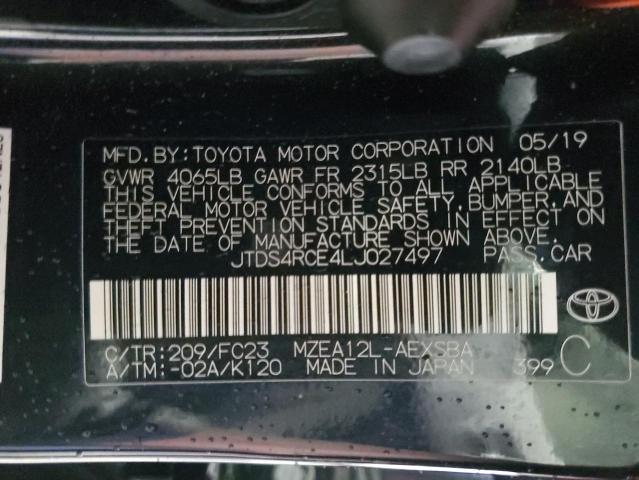 MFD. BY: TOYOTA MOTOR CORPORATION 05/19
GVWR 4065LB GAWR FR 2315LB RR 2140LB
THIS VEHICLE CONFORMS TO ALL APPLICABLE
FEDERAL MOTOR VEHICLE SAFETY, BUMPER, AND
THEFT PREVENTION STANDARDS IN EFFECT ON
THE DATE OF MANUFACTURE SHOWN ABOVE.
JTDS4RCE4LJ027497 PASS. CAR
C/TR: 209/FC23 MZEA12L-AEXSBA
A/TM: -02A/K120 MADE IN JAPAN 399 C